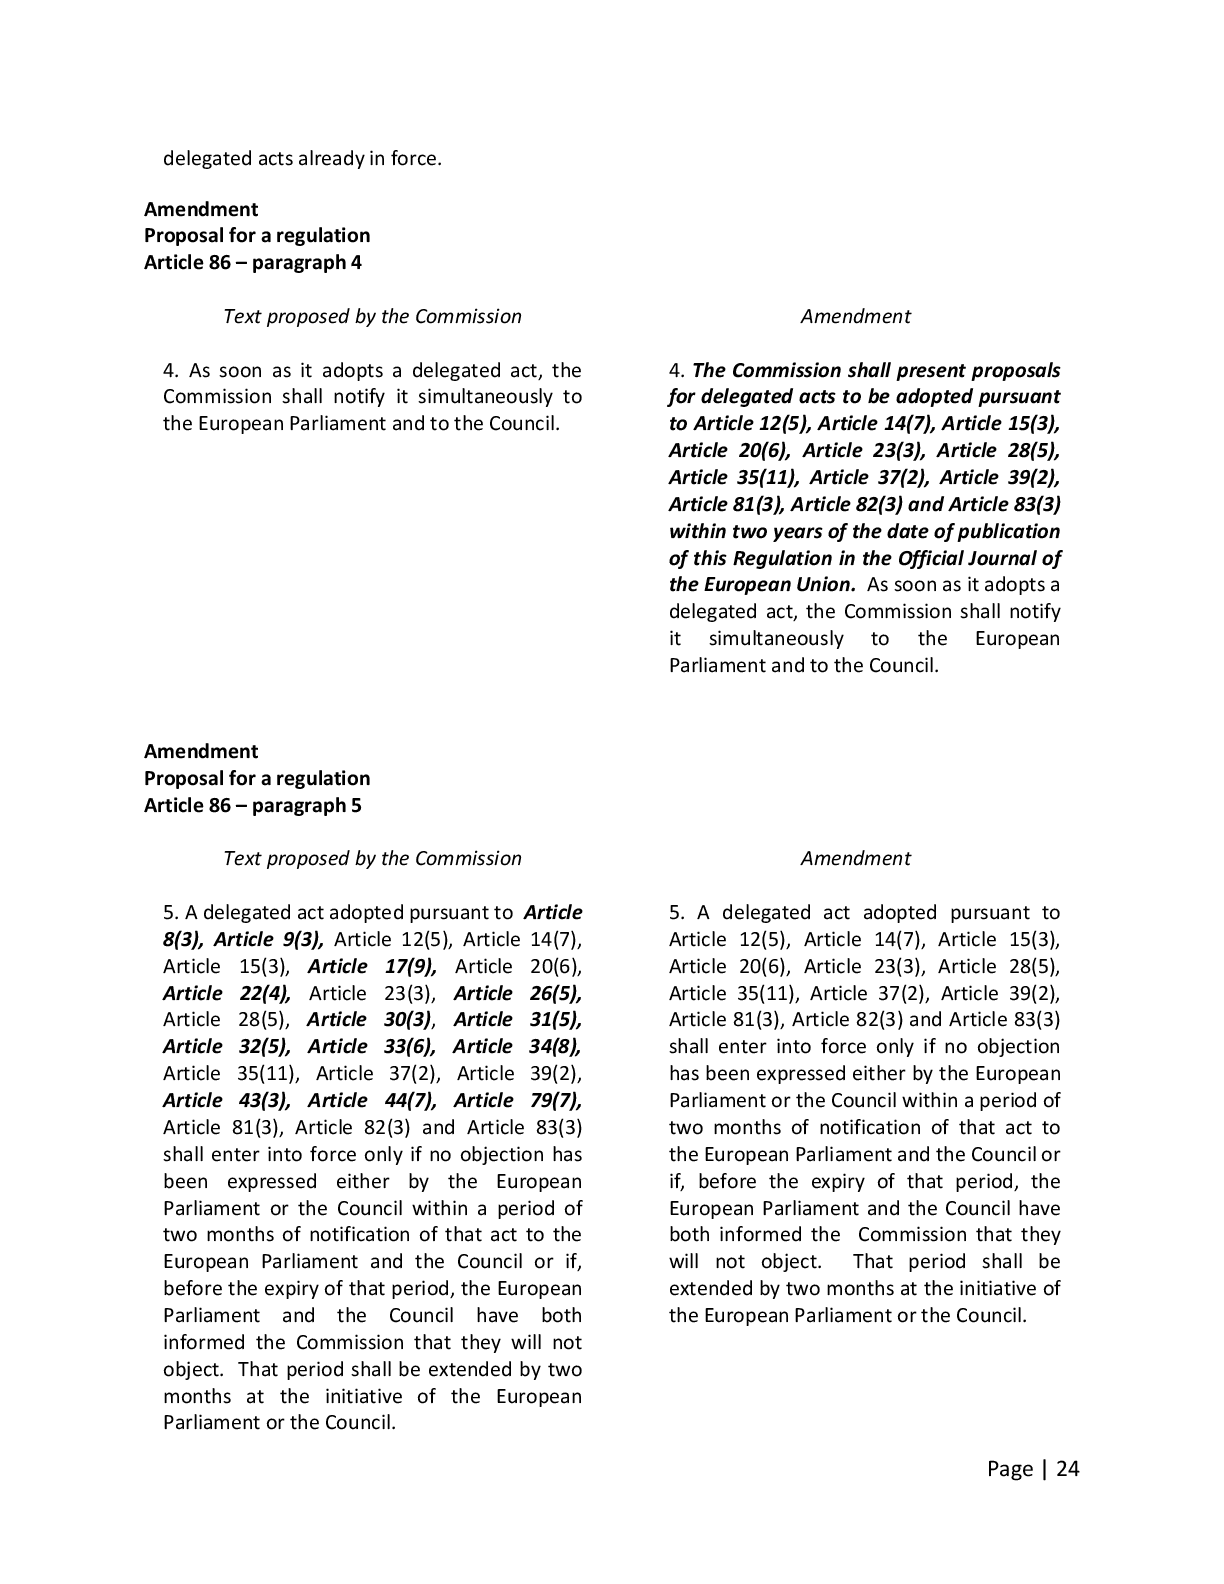 delegated acts already in force.
Amendment
Proposal for a regulation
Article 86 – paragraph 4
Text proposed by the Commission
4. As soon as it adopts a delegated act, the
Commission shall notify it simultaneously to
the European Parliament and to the Council.
Amendment
4. The Commission shall present proposals
for delegated acts to be adopted pursuant
to Article 12(5), Article 14(7), Article 15(3),
Article 20(6), Article 23(3), Article 28(5),
Article 35(11), Article 37(2), Article 39(2),
Article 81(3), Article 82(3) and Article 83(3)
within two years of the date of publication
of this Regulation in the Official Journal of
the European Union. As soon as it adopts a
delegated act, the Commission shall notify
it simultaneously to the European
Parliament and to the Council.
Amendment
Proposal for a regulation
Article 86 – paragraph 5
Text proposed by the Commission
5. A delegated act adopted pursuant to Article
8(3), Article 9(3), Article 12(5), Article 14(7),
Article 15(3), Article 17(9), Article 20(6),
Article 22(4), Article 23(3), Article 26(5),
Article 28(5), Article 30(3), Article 31(5),
Article 32(5), Article 33(6), Article 34(8),
Article 35(11), Article 37(2), Article 39(2),
Article 43(3), Article 44(7), Article 79(7),
Article 81(3), Article 82(3) and Article 83(3)
shall enter into force only if no objection has
been expressed either by the European
Parliament or the Council within a period of
two months of notification of that act to the
European Parliament and the Council or if,
before the expiry of that period, the European
Parliament and the Council have both
informed the Commission that they will not
object. That period shall be extended by two
months at the initiative of the European
Parliament or the Council.
Amendment
5. A delegated act adopted pursuant to
Article 12(5), Article 14(7), Article 15(3),
Article 20(6), Article 23(3), Article 28(5),
Article 35(11), Article 37(2), Article 39(2),
Article 81(3), Article 82(3) and Article 83(3)
shall enter into force only if no objection
has been expressed either by the European
Parliament or the Council within a period of
two months of notification of that act to
the European Parliament and the Council or
if, before the expiry of that period, the
European Parliament and the Council have
both informed the Commission that they
will not object. That period shall be
extended by two months at the initiative of
the European Parliament or the Council.
Page | 24